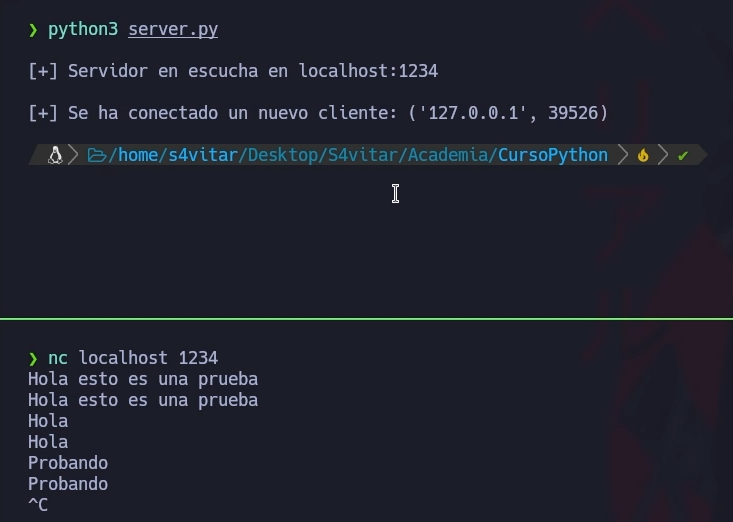 ❯ python3 server.py
[+] Servidor en escucha en localhost:1234
[+] Se ha conectado un nuevo cliente: ('127.0.0.1', 39526)
/home/s4vitar/Desktop/S4vitar/Academia/CursoPython ✔
❯ nc localhost 1234
Hola esto es una prueba
Hola esto es una prueba
Hola
Hola
Probando
Probando
^C